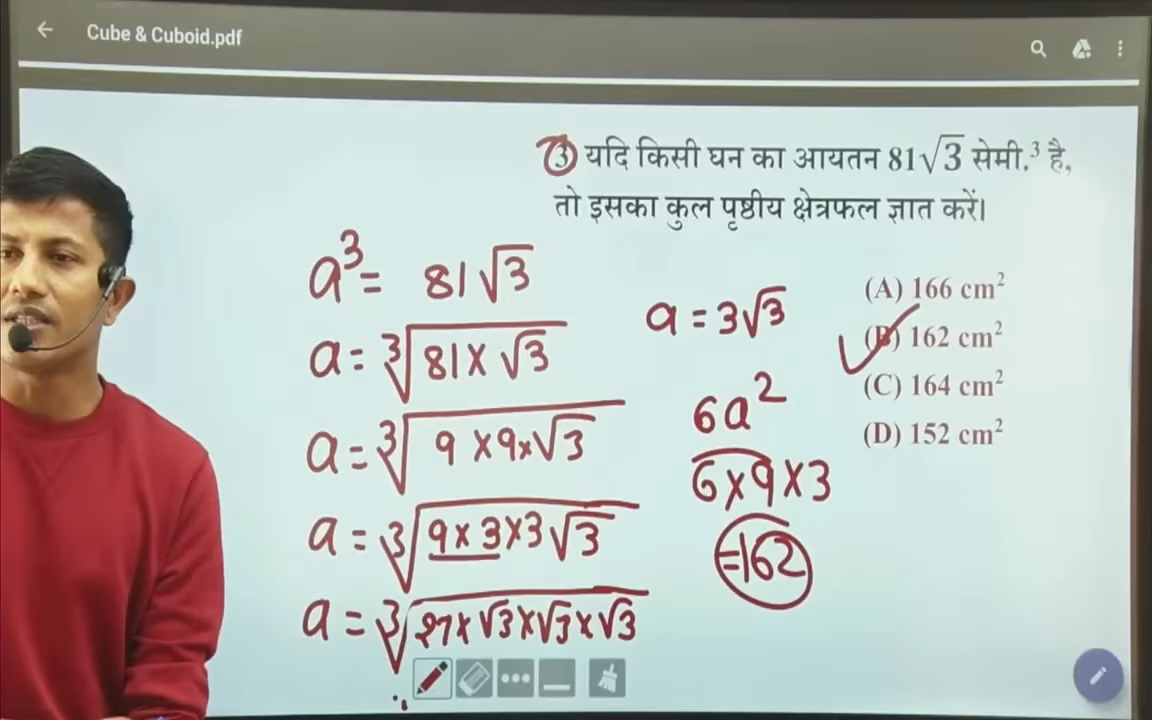 Cube & Cuboid.pdf
③ यदि किसी घन का आयतन 81√3 सेमी.³ है,
तो इसका कुल पृष्ठीय क्षेत्रफल ज्ञात करें।
(A) 166 cm²
(B) 162 cm²
(C) 164 cm²
(D) 152 cm²
a³ = 81√3
a = ∛(81 × √3)
a = ∛(9 × 9 × √3)
a = ∛(9 × 3 × 3√3)
a = ∛(27 × √3 × √3 × √3)
a = 3√3
6a²
6 × 9 × 3
= 162